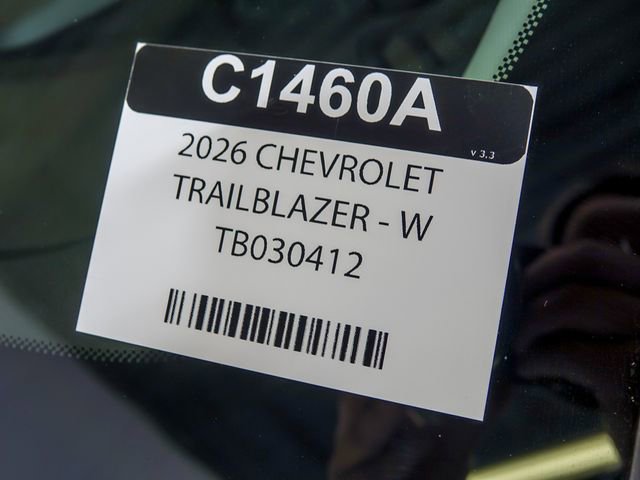 C1460A
v 3.3
2026 CHEVROLET
TRAILBLAZER - W
TB030412